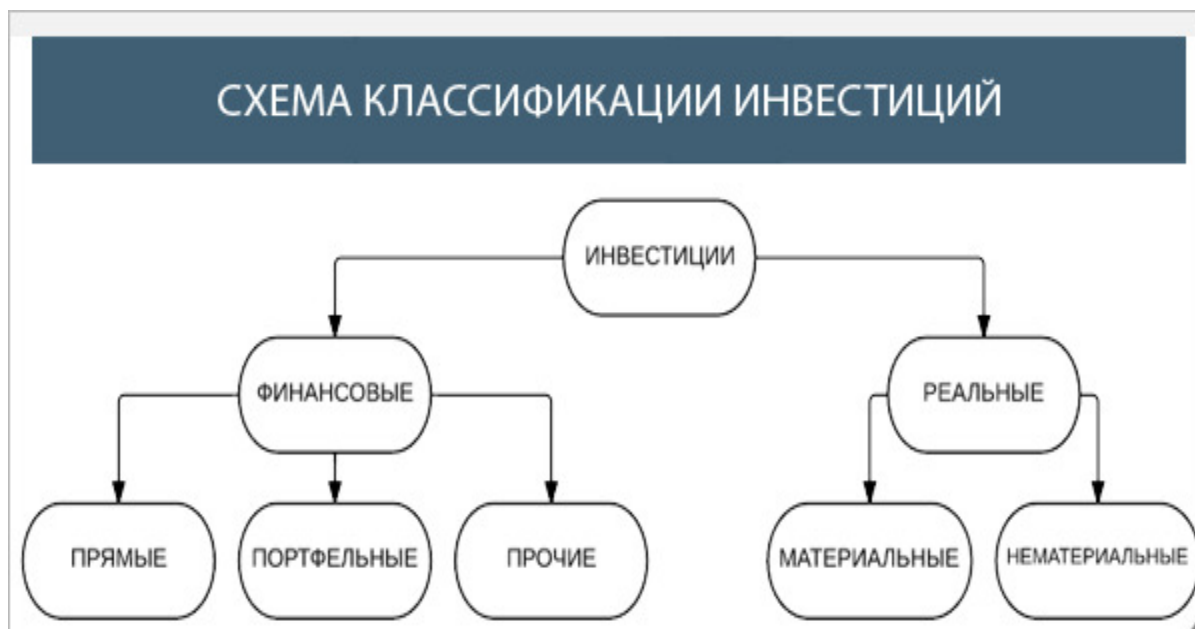 СХЕМА КЛАССИФИКАЦИИ ИНВЕСТИЦИЙ
ИНВЕСТИЦИИ
ФИНАНСОВЫЕ
РЕАЛЬНЫЕ
ПРЯМЫЕ
ПОРТФЕЛЬНЫЕ
ПРОЧИЕ
МАТЕРИАЛЬНЫЕ
НЕМАТЕРИАЛЬНЫЕ